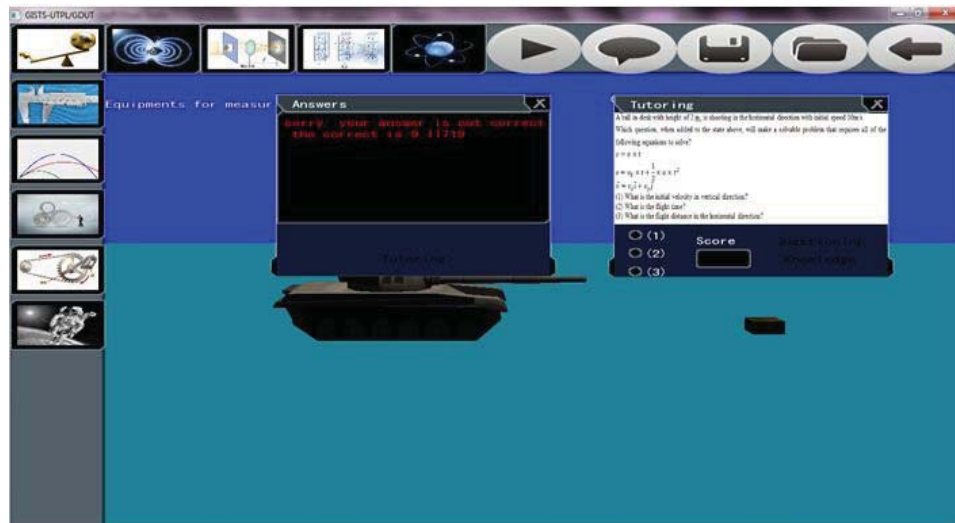 GISTS-UTPL/GOUT
Equipments for measur
Answers
sorry, your answer is not correct
the correct is 9.11719
Tutoring
Tutoring
A ball in desk with height of 2 m, is shooting in the horizontal direction with initial speed 10m/s
Which question, when added to the state above, will make a solvable problem that requires all of the
following equations to solve?
(1) What is the initial velocity in vertical direction?
(2) What is the flight time?
(3) What is the flight distance in the horizontal direction?
(1)
(2)
(3)
Score
Knowledge